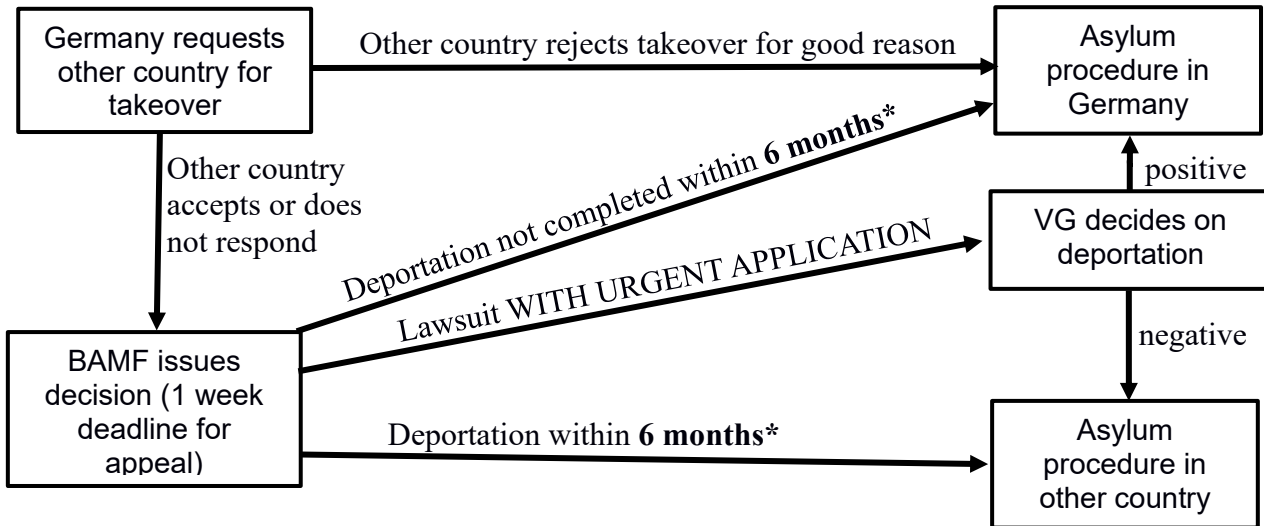 Germany requests
other country for
takeover
Other country rejects takeover for good reason
Asylum
procedure in
Germany
Other country
accepts or does
not respond
Deportation not completed within 6 months*
positive
VG decides on
deportation
Lawsuit WITH URGENT APPLICATION
negative
BAMF issues
decision (1 week
deadline for
appeal)
Deportation within 6 months*
Asylum
procedure in
other country